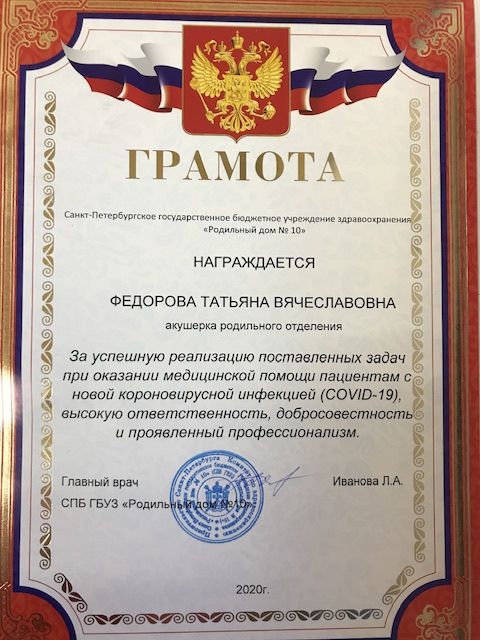 ГРАМОТА
Санкт-Петербургское государственное бюджетное учреждение здравоохранения
«Родильный дом № 10»
НАГРАЖДАЕТСЯ
ФЕДОРОВА ТАТЬЯНА ВЯЧЕСЛАВОВНА
акушерка родильного отделения
За успешную реализацию поставленных задач
при оказании медицинской помощи пациентам с
новой короновирусной инфекцией (COVID-19),
высокую ответственность, добросовестность
и проявленный профессионализм.
Главный врач Иванова Л.А.
СПБ ГБУЗ «Родильный дом №10»
2020г.